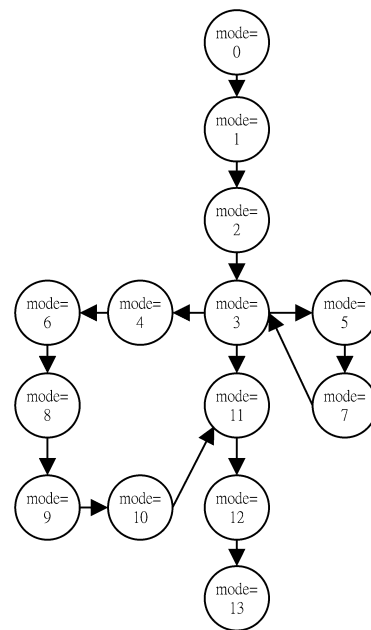 mode=
0
mode=
1
mode=
2
mode=
6
mode=
4
mode=
3
mode=
5
mode=
8
mode=
11
mode=
7
mode=
9
mode=
10
mode=
12
mode=
13